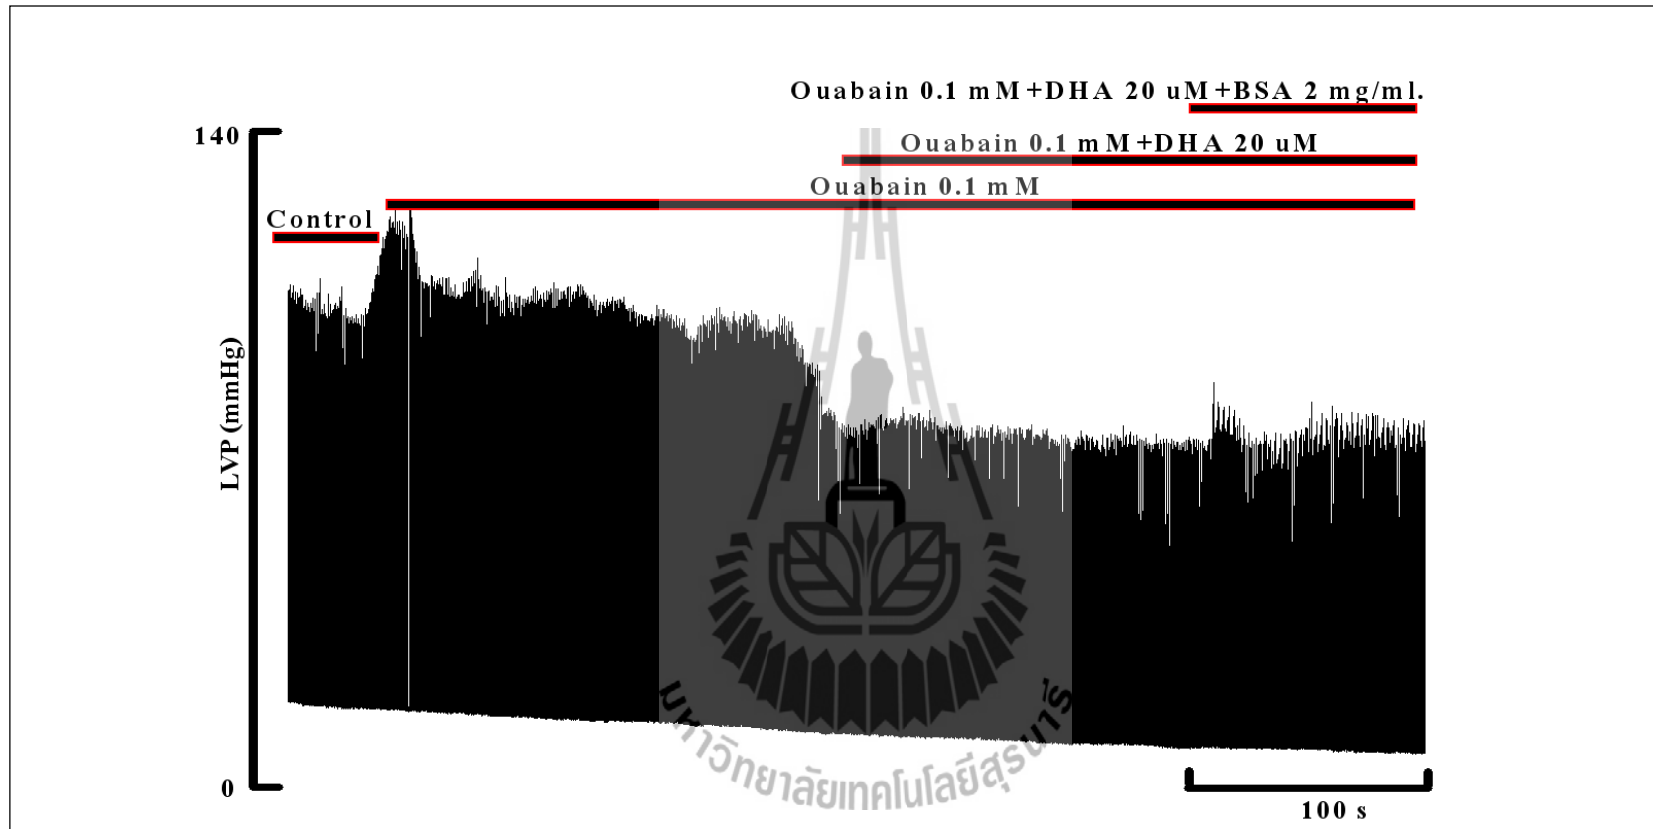 Ouabain 0.1 mM+DHA 20 uM+BSA 2 mg/ml.
140
Ouabain 0.1 mM+DHA 20 uM
Ouabain 0.1 mM
Control
LVP (mmHg)
0
100 s
มหาวิทยาลัยเทคโนโลยีสุรนารี